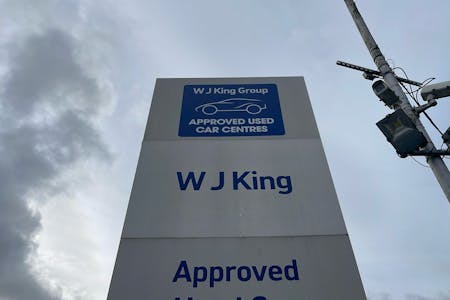 W J King Group
APPROVED USED
CAR CENTRES
W J King
Approved